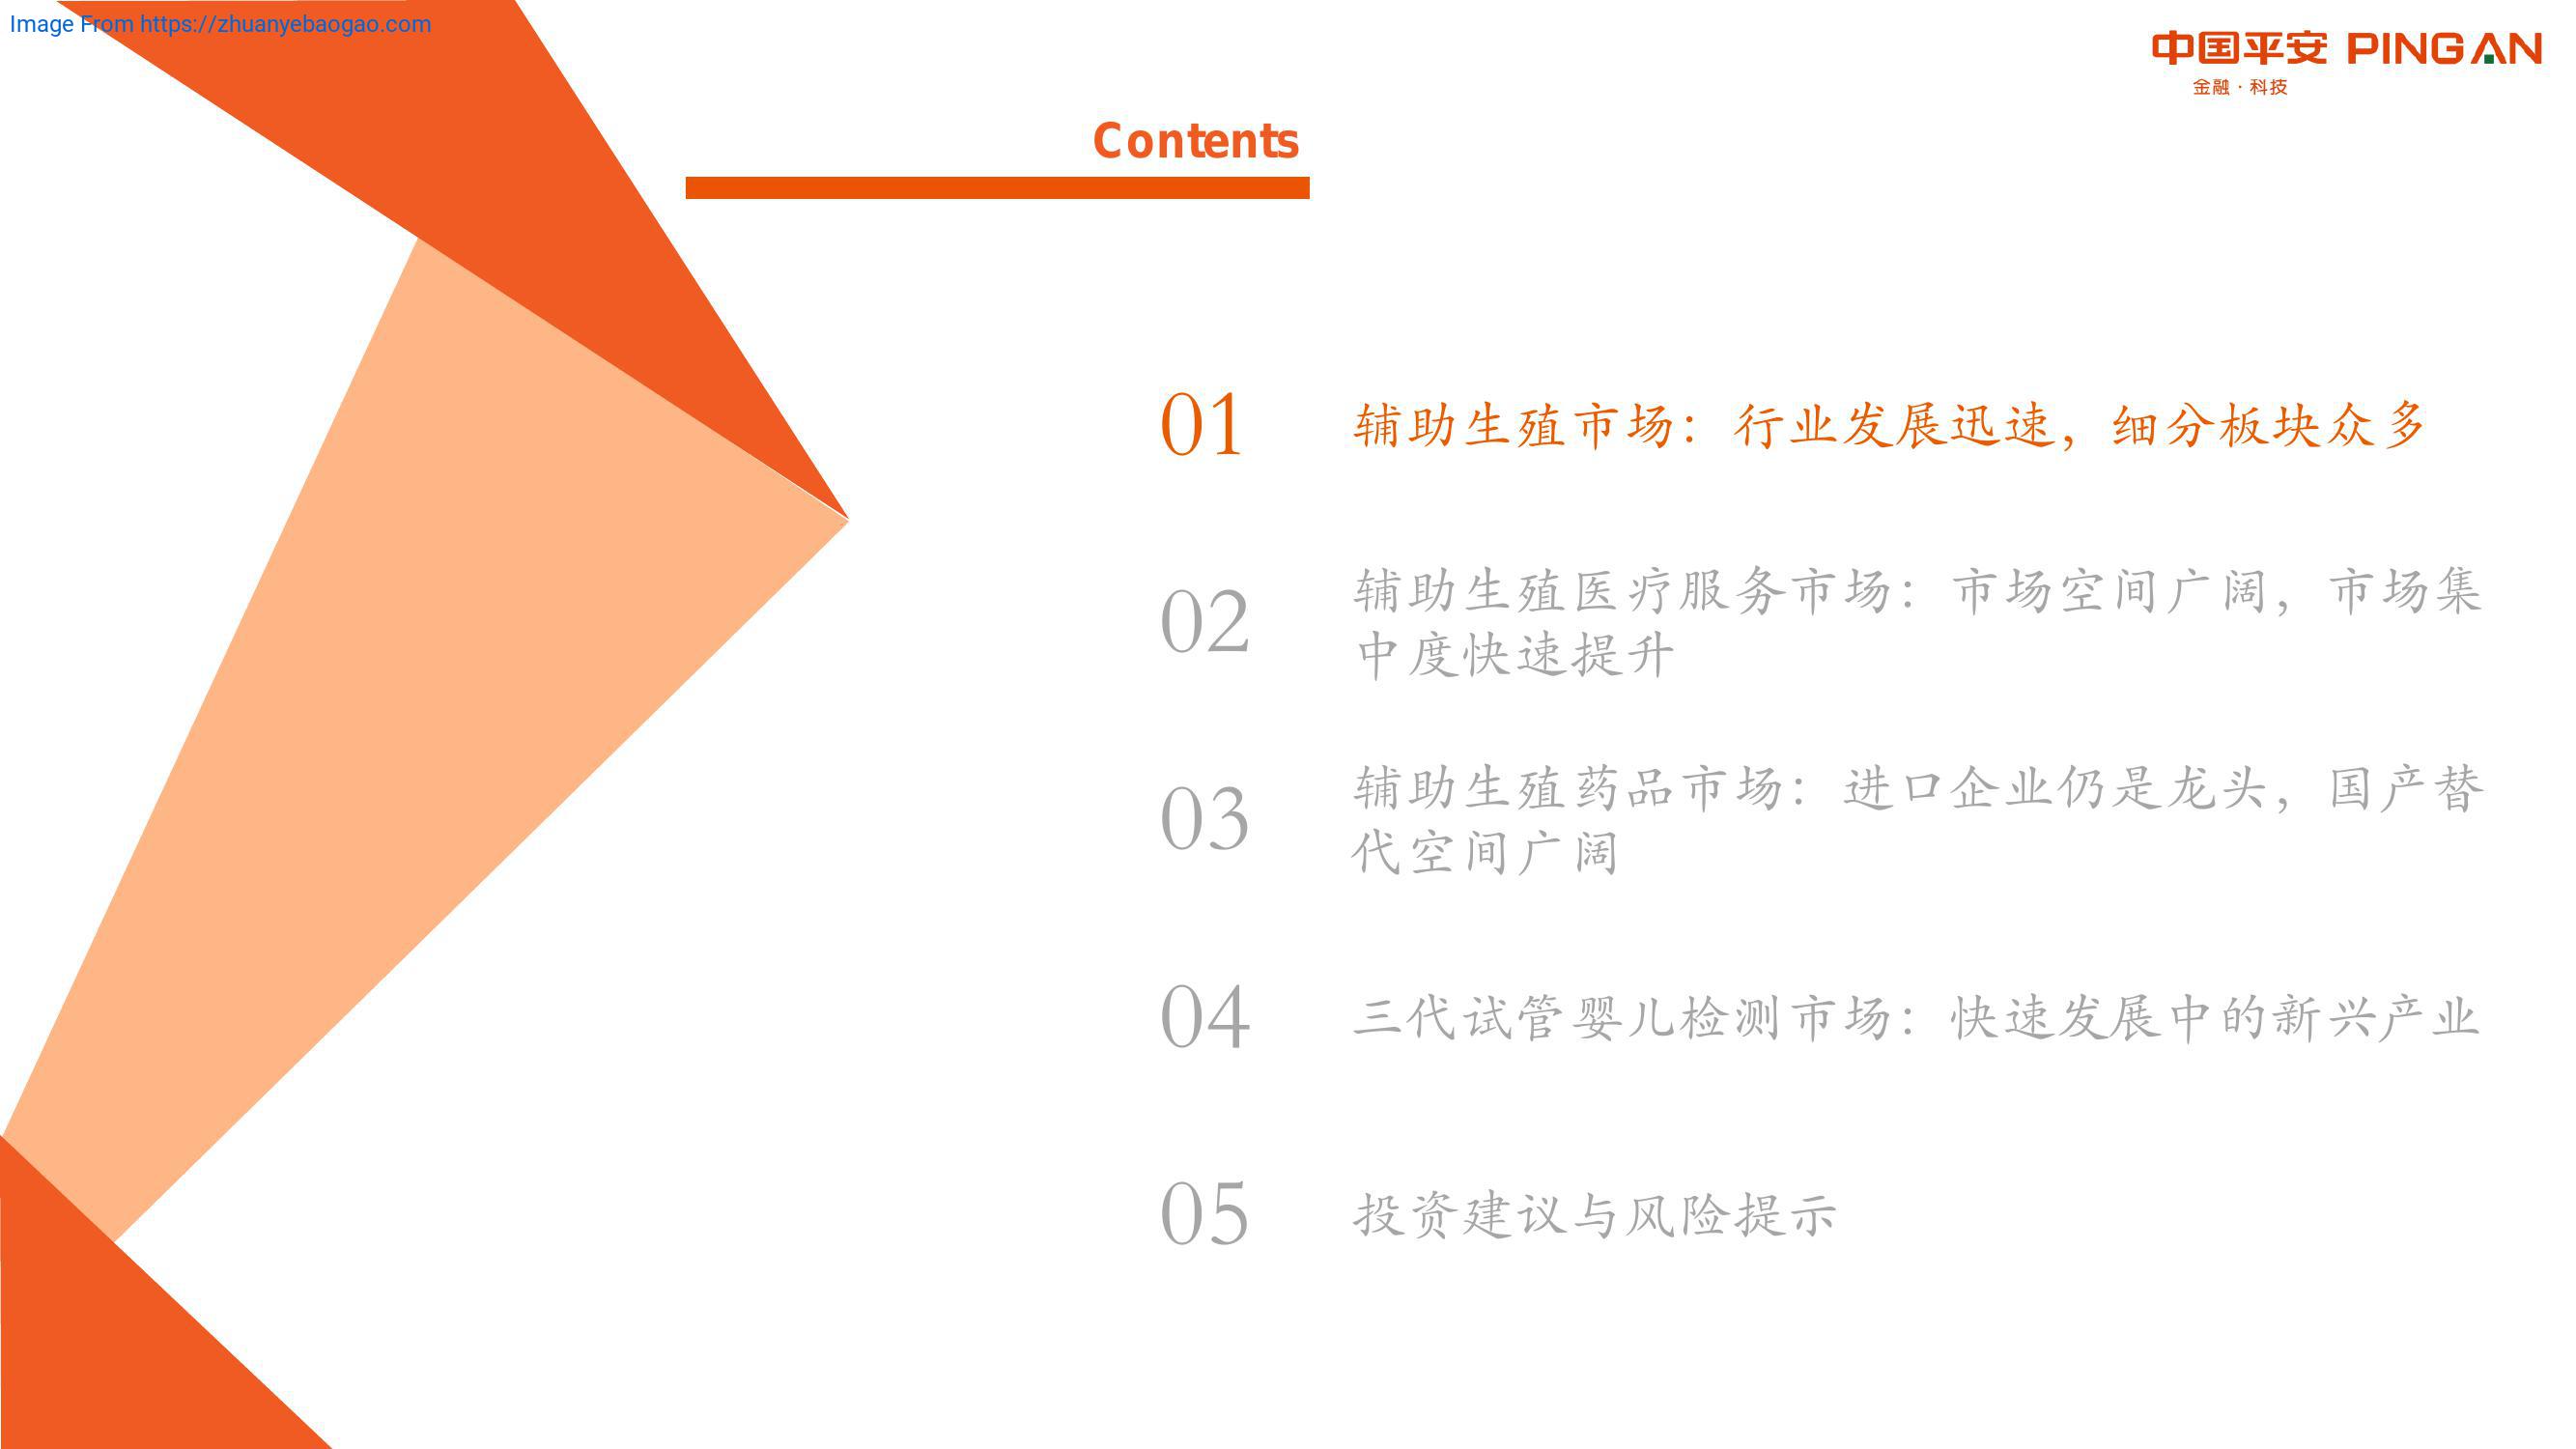 Image From https://zhuanyebaogao.com
中国平安 PINGAN
金融·科技
Contents
01 辅助生殖市场：行业发展迅速，细分板块众多
02 辅助生殖医疗服务市场：市场空间广阔，市场集
中度快速提升
03 辅助生殖药品市场：进口企业仍是龙头，国产替
代空间广阔
04 三代试管婴儿检测市场：快速发展中的新兴产业
05 投资建议与风险提示